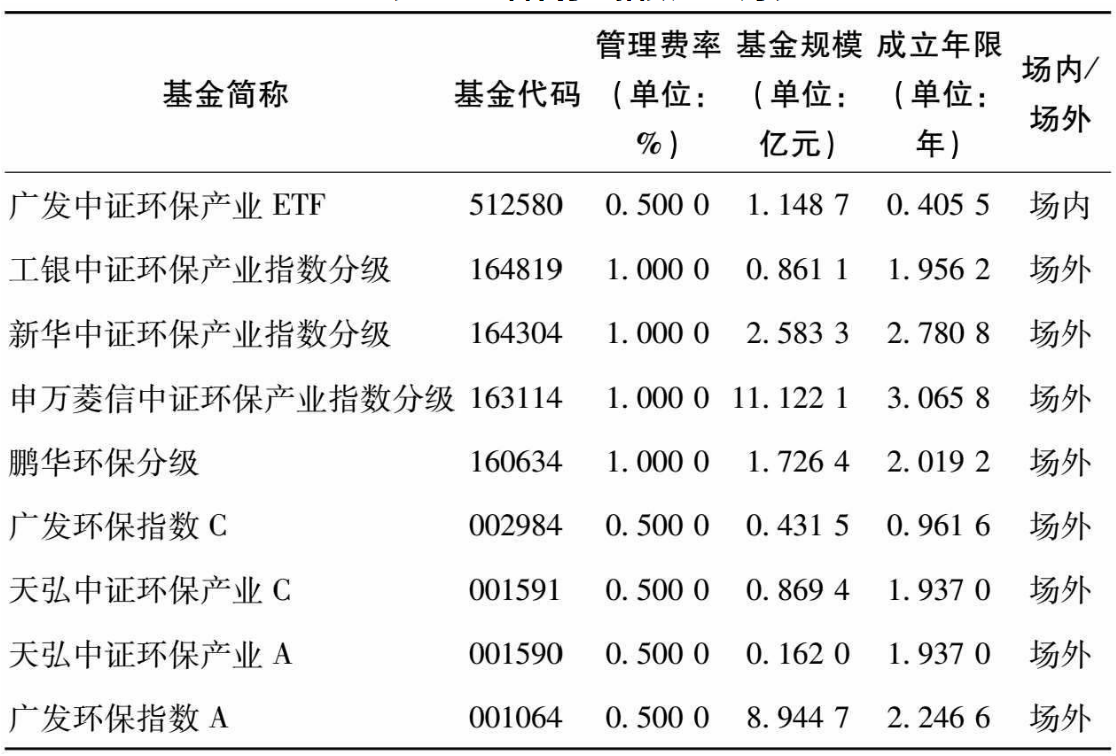 基金简称 基金代码 管理费率(单位:%) 基金规模(单位:亿元) 成立年限(单位:年) 场内/场外
广发中证环保产业 ETF 512580 0.500 0 1.148 7 0.405 5 场内
工银中证环保产业指数分级 164819 1.000 0 0.861 1 1.956 2 场外
新华中证环保产业指数分级 164304 1.000 0 2.583 3 2.780 8 场外
申万菱信中证环保产业指数分级 163114 1.000 0 11.122 1 3.065 8 场外
鹏华环保分级 160634 1.000 0 1.726 4 2.019 2 场外
广发环保指数 C 002984 0.500 0 0.431 5 0.961 6 场外
天弘中证环保产业 C 001591 0.500 0 0.869 4 1.937 0 场外
天弘中证环保产业 A 001590 0.500 0 0.162 0 1.937 0 场外
广发环保指数 A 001064 0.500 0 8.944 7 2.246 6 场外